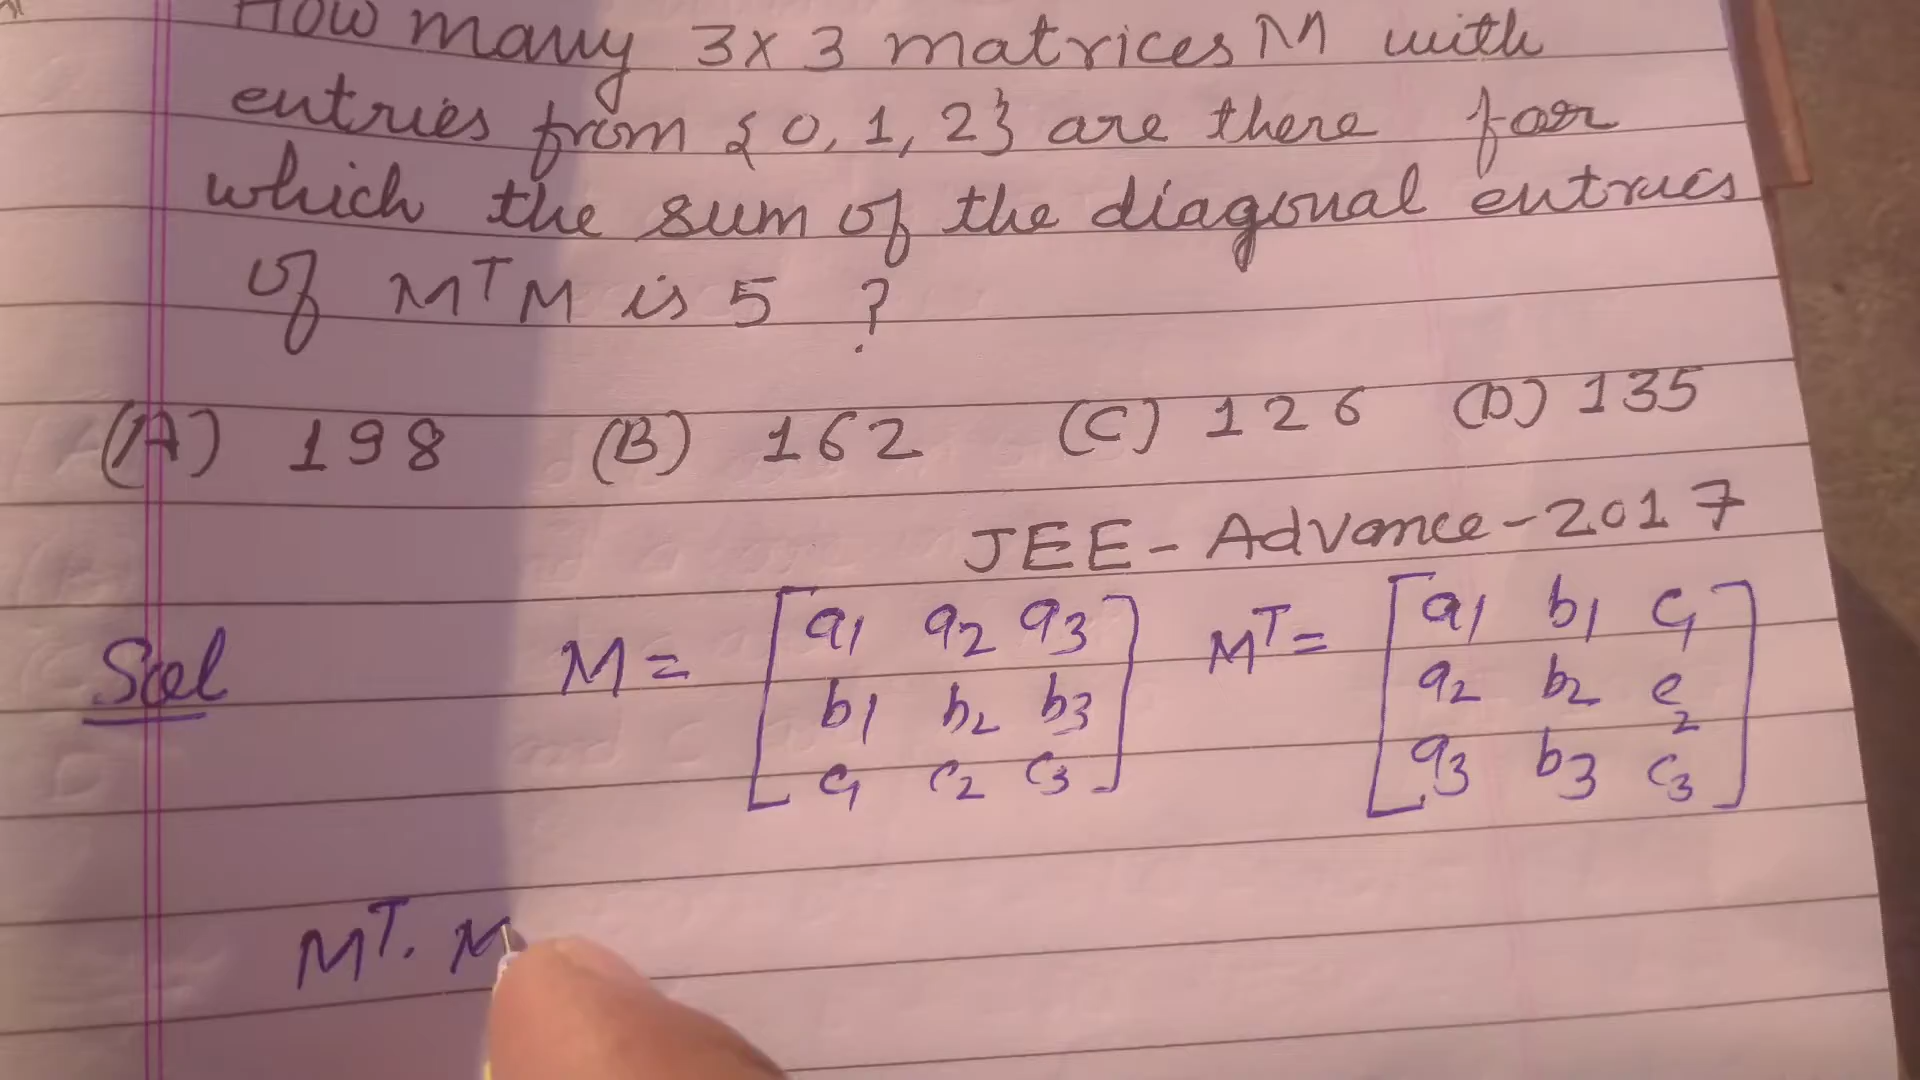 How many 3x3 matrices M with
entries from {0, 1, 2} are there for
which the sum of the diagonal entries
of MᵀM is 5 ?
(A) 198 (B) 162 (C) 126 (D) 135
JEE - Advance - 2017
Sol M = [a1 a2 a3 Mᵀ = [a1 b1 c1
b1 b2 b3 a2 b2 c2
c1 c2 c3] a3 b3 c3]
Mᵀ. M